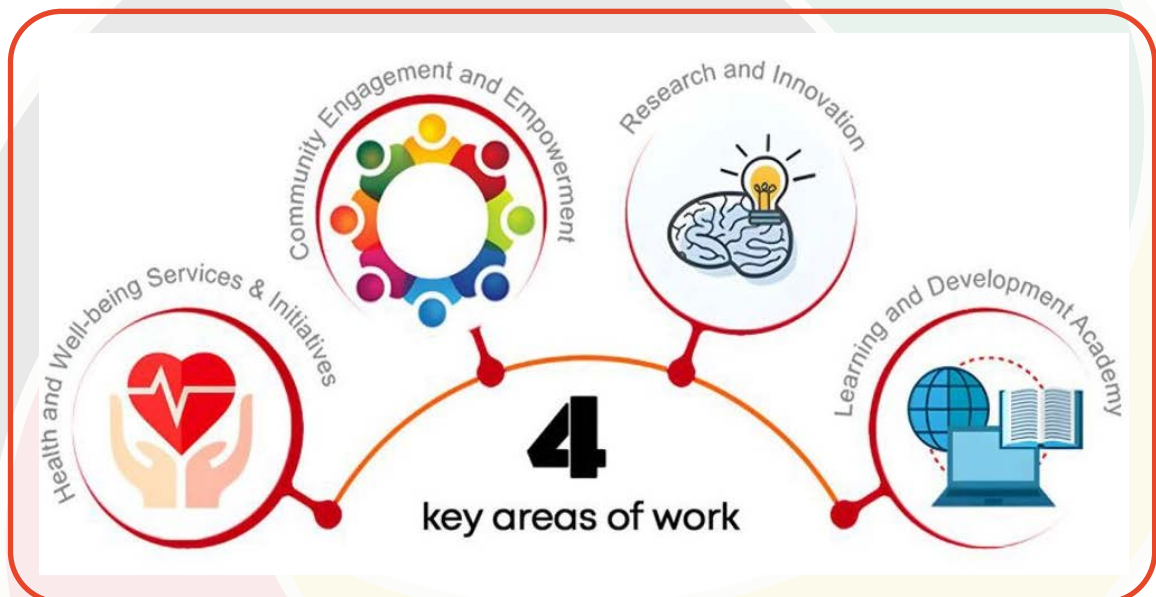 Health and Well-being Services & Initiatives
Community Engagement and Empowerment
Research and Innovation
Learning and Development Academy
4
key areas of work